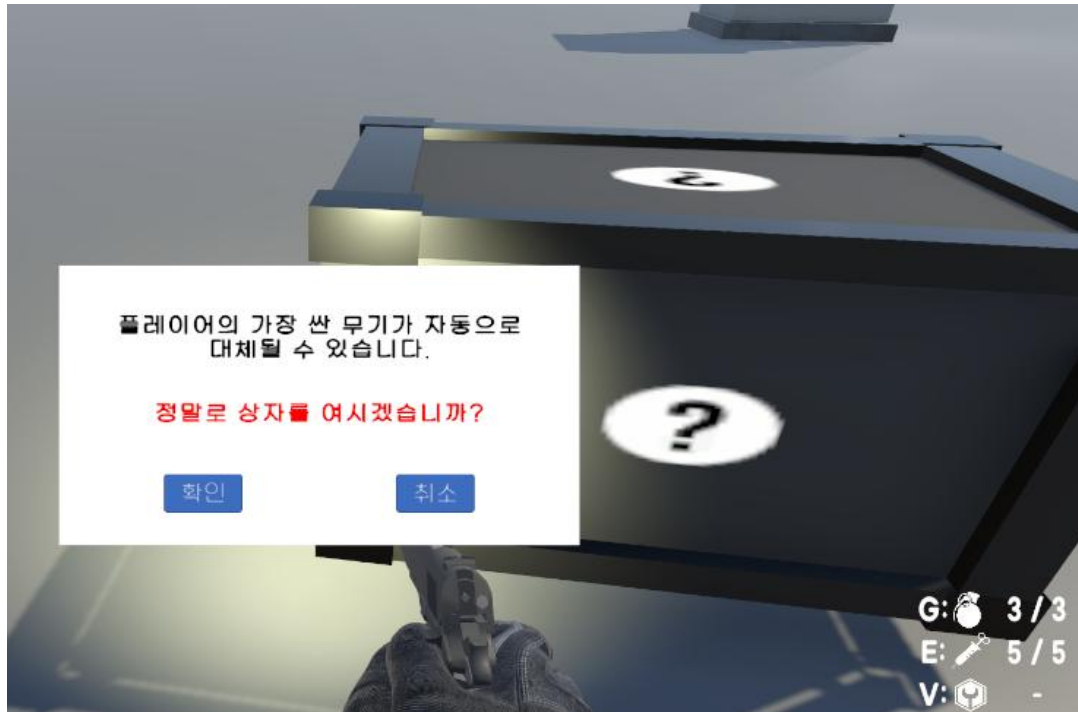 ?
플레이어의 가장 싼 무기가 자동으로
대체될 수 있습니다.
정말로 상자를 여시겠습니까?
?
확인 취소
G: 3 / 3
E: 5 / 5
V: -